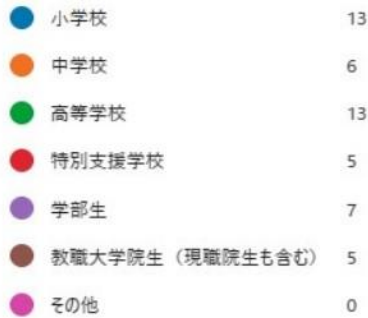 小学校 13
中学校 6
高等学校 13
特別支援学校 5
学部生 7
教職大学院生（現職院生も含む） 5
その他 0